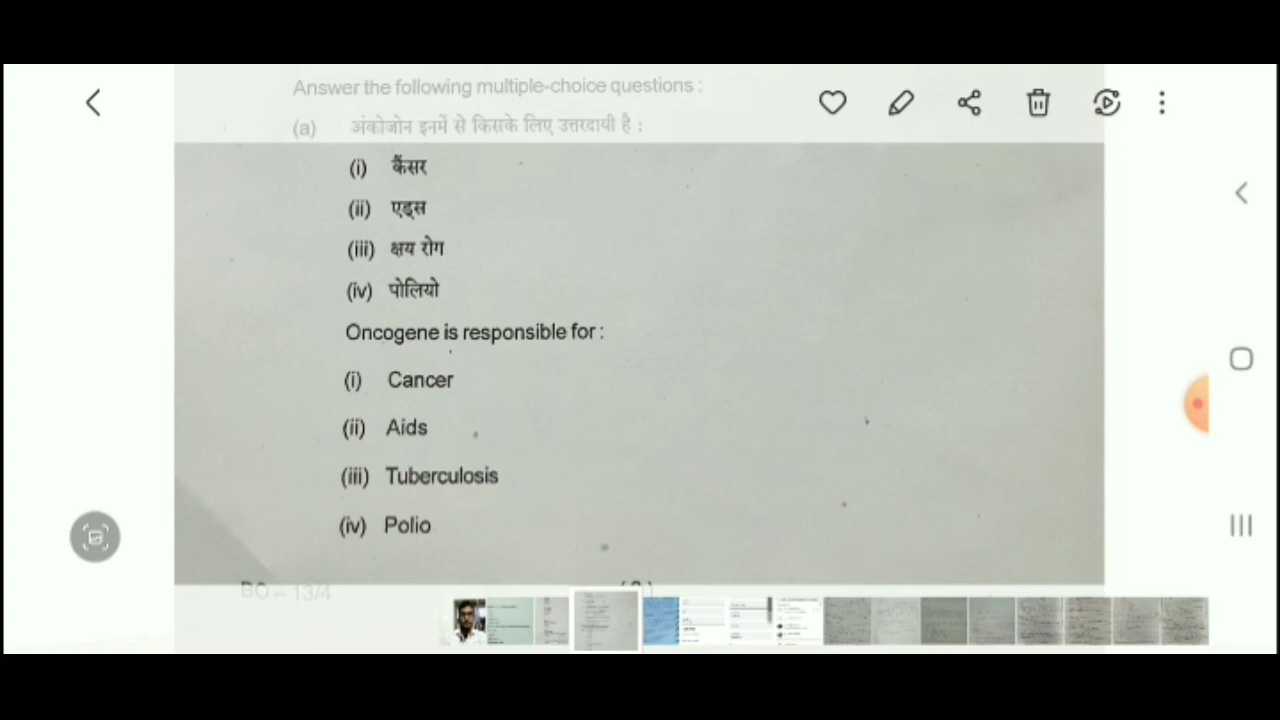 Answer the following multiple-choice questions :
(a) अंकोजोन इनमें से किसके लिए उत्तरदायी है :
(i) कैंसर
(ii) एड्स
(iii) क्षय रोग
(iv) पोलियो
Oncogene is responsible for :
(i) Cancer
(ii) Aids
(iii) Tuberculosis
(iv) Polio
BO – 13/4